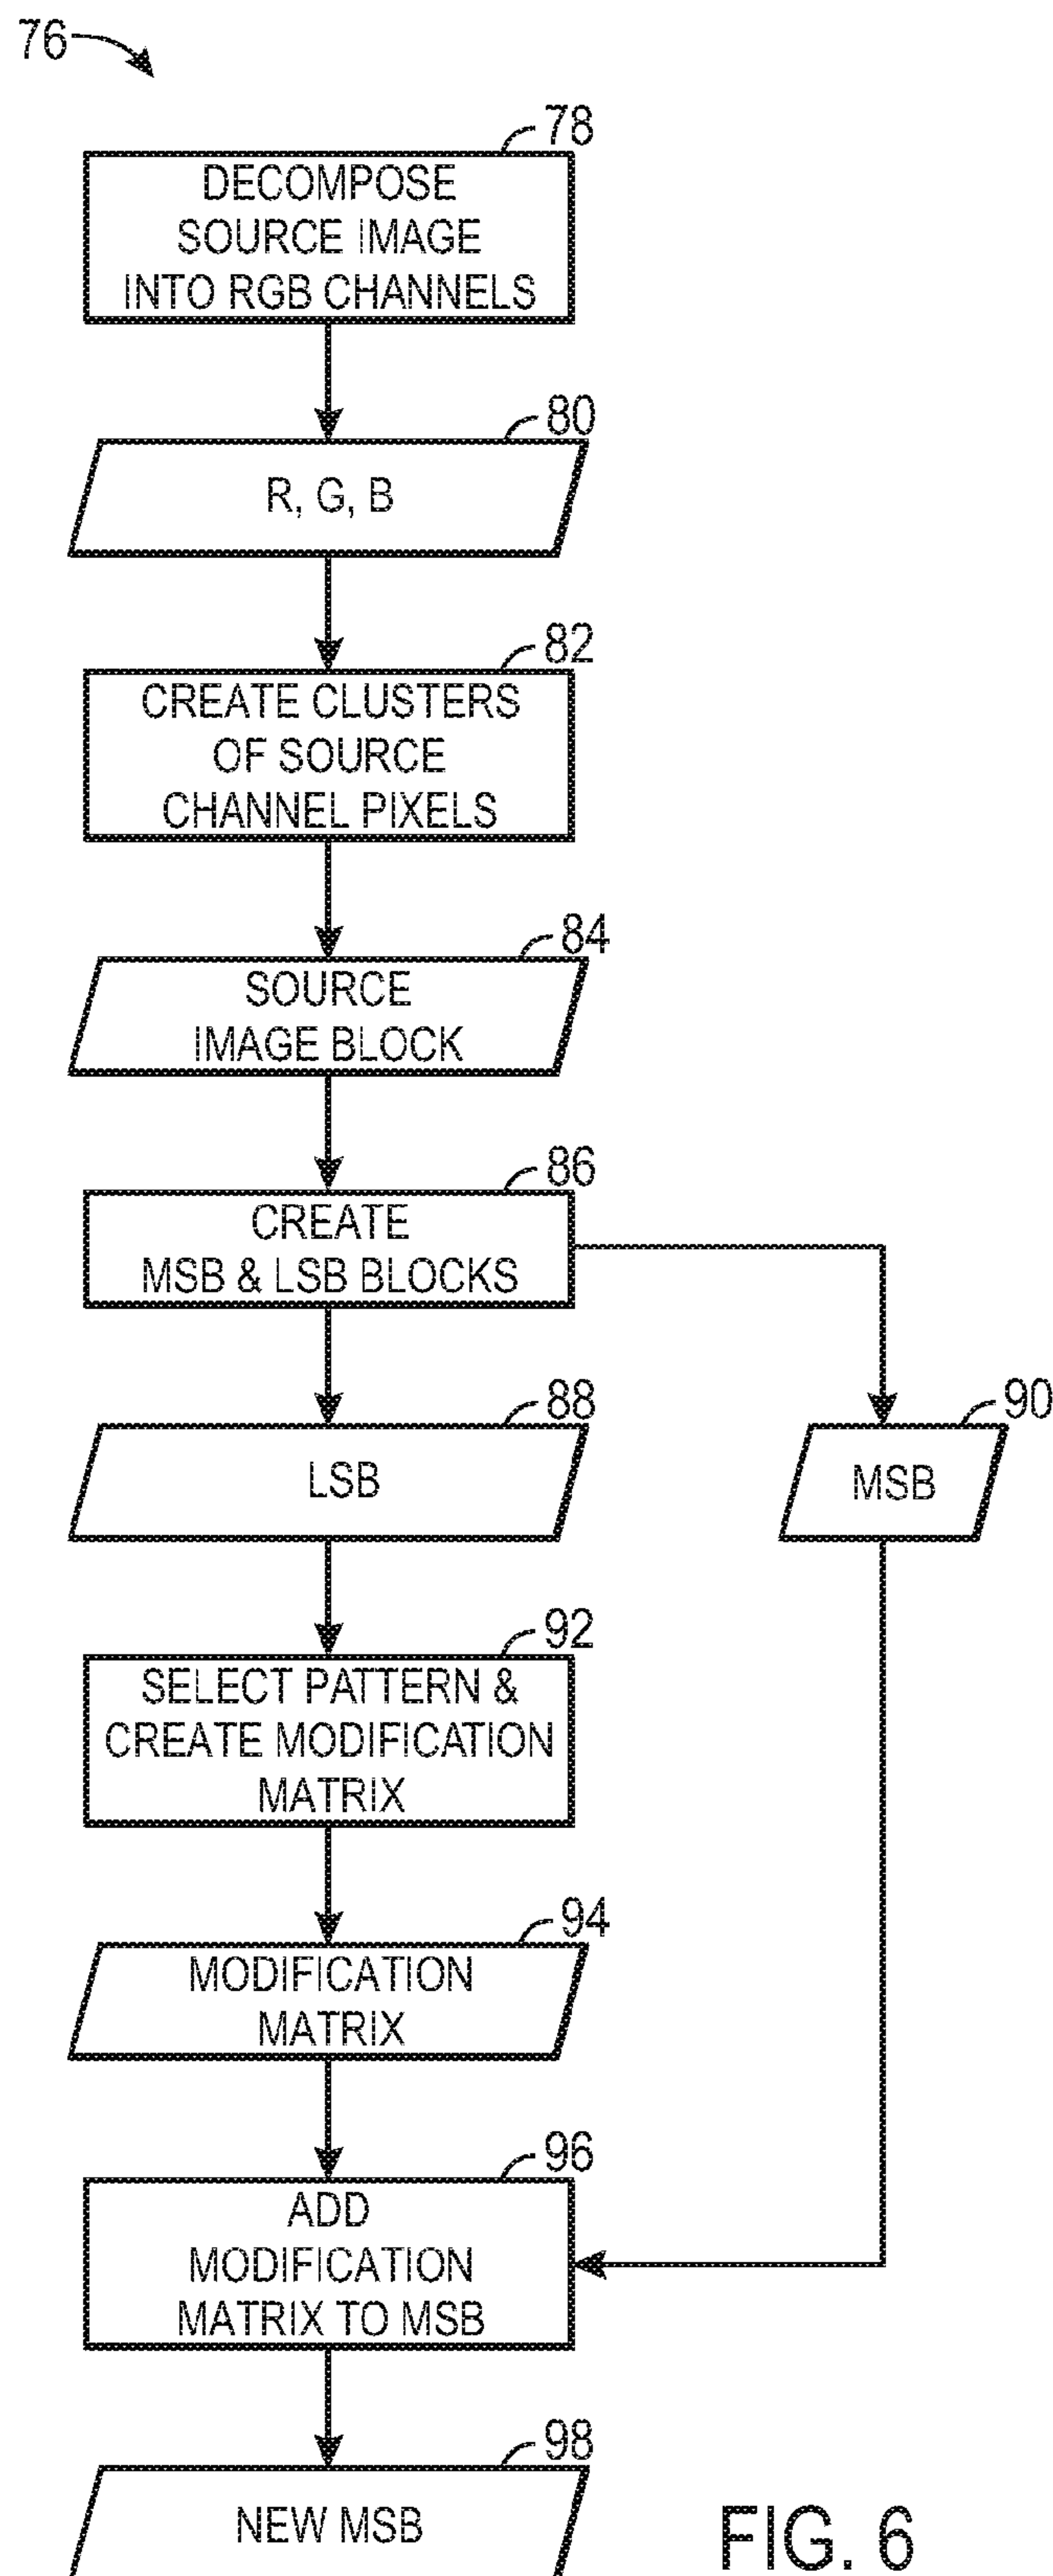 76
78
DECOMPOSE
SOURCE IMAGE
INTO RGB CHANNELS
80
R, G, B
82
CREATE CLUSTERS
OF SOURCE
CHANNEL PIXELS
84
SOURCE
IMAGE BLOCK
86
CREATE
MSB & LSB BLOCKS
88
LSB
90
MSB
92
SELECT PATTERN &
CREATE MODIFICATION
MATRIX
94
MODIFICATION
MATRIX
96
ADD
MODIFICATION
MATRIX TO MSB
98
NEW MSB
FIG. 6